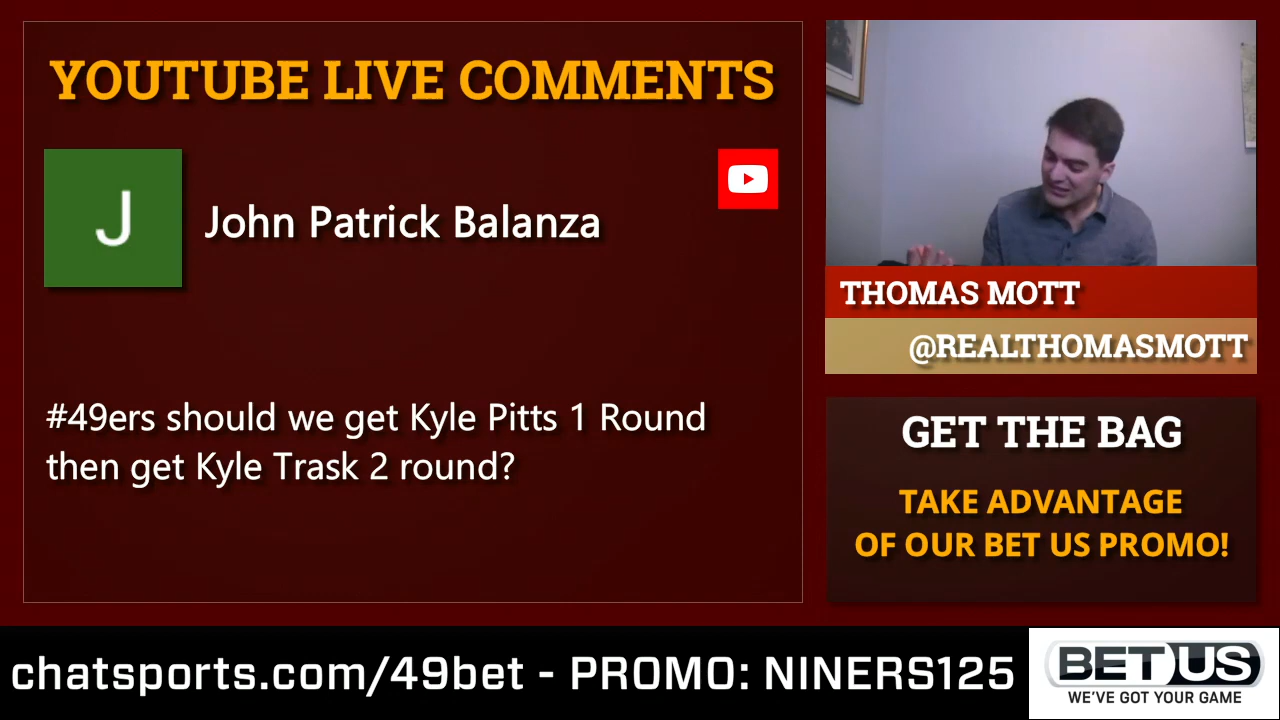 YOUTUBE LIVE COMMENTS
J
John Patrick Balanza
#49ers should we get Kyle Pitts 1 Round
then get Kyle Trask 2 round?
THOMAS MOTT
@REALTHOMASMOTT
GET THE BAG
TAKE ADVANTAGE
OF OUR BET US PROMO!
chatsports.com/49bet - PROMO: NINERS125
BETUS
WE'VE GOT YOUR GAME